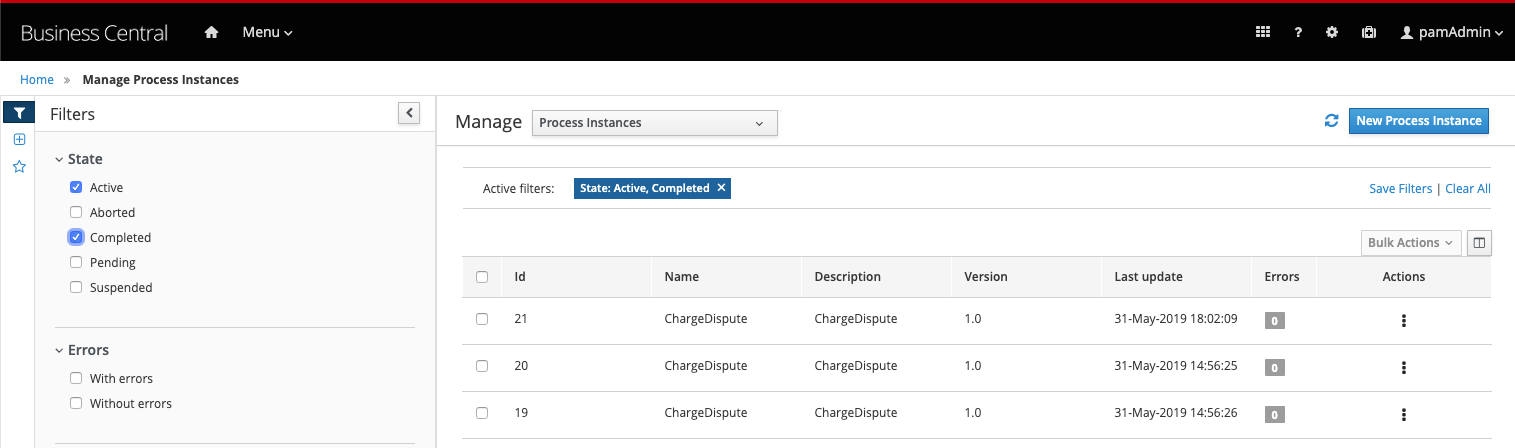 Business Central Menu ? pamAdmin
Home » Manage Process Instances
Filters
State
Active
Aborted
Completed
Pending
Suspended
Errors
With errors
Without errors
Manage Process Instances New Process Instance
Active filters: State: Active, Completed × Save Filters | Clear All
Bulk Actions
Id Name Description Version Last update Errors Actions
21 ChargeDispute ChargeDispute 1.0 31-May-2019 18:02:09 0
20 ChargeDispute ChargeDispute 1.0 31-May-2019 14:56:25 0
19 ChargeDispute ChargeDispute 1.0 31-May-2019 14:56:26 0